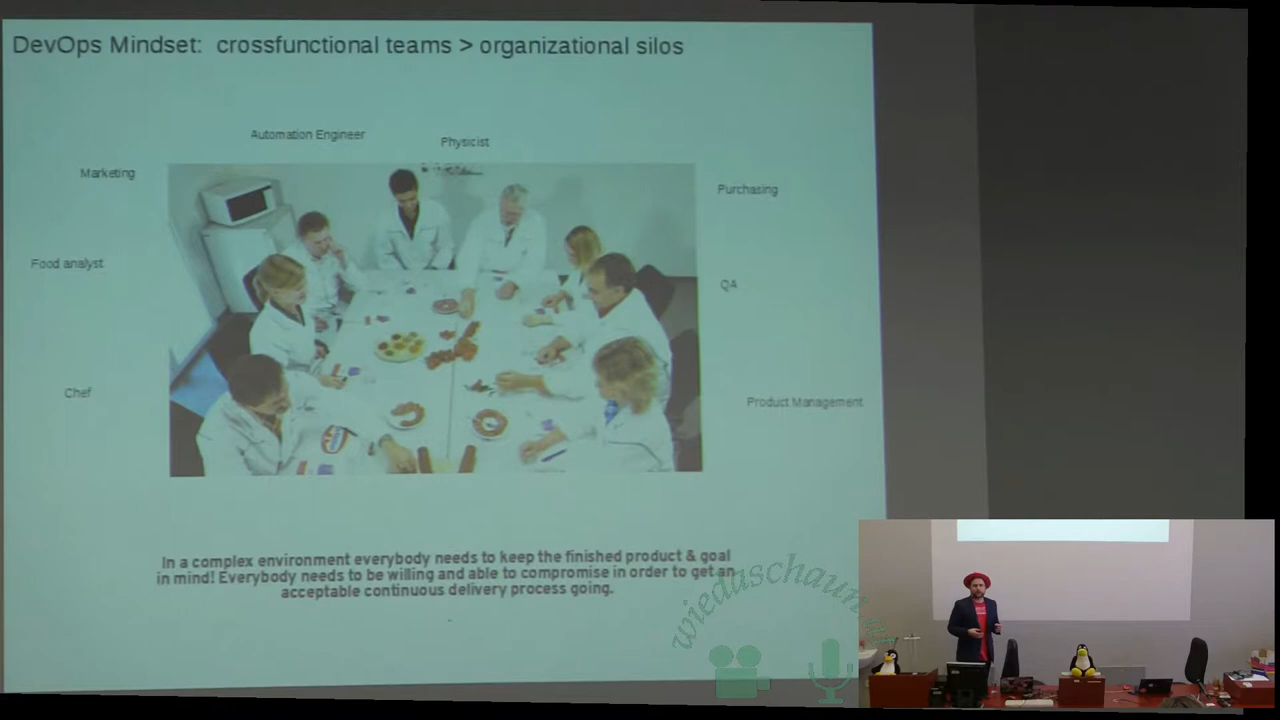 DevOps Mindset: crossfunctional teams > organizational silos
Automation Engineer
Physicist
Marketing
Purchasing
Food analyst
QA
Chef
Product Management
In a complex environment everybody needs to keep the finished product & goal
in mind! Everybody needs to be willing and able to compromise in order to get an
acceptable continuous delivery process going.